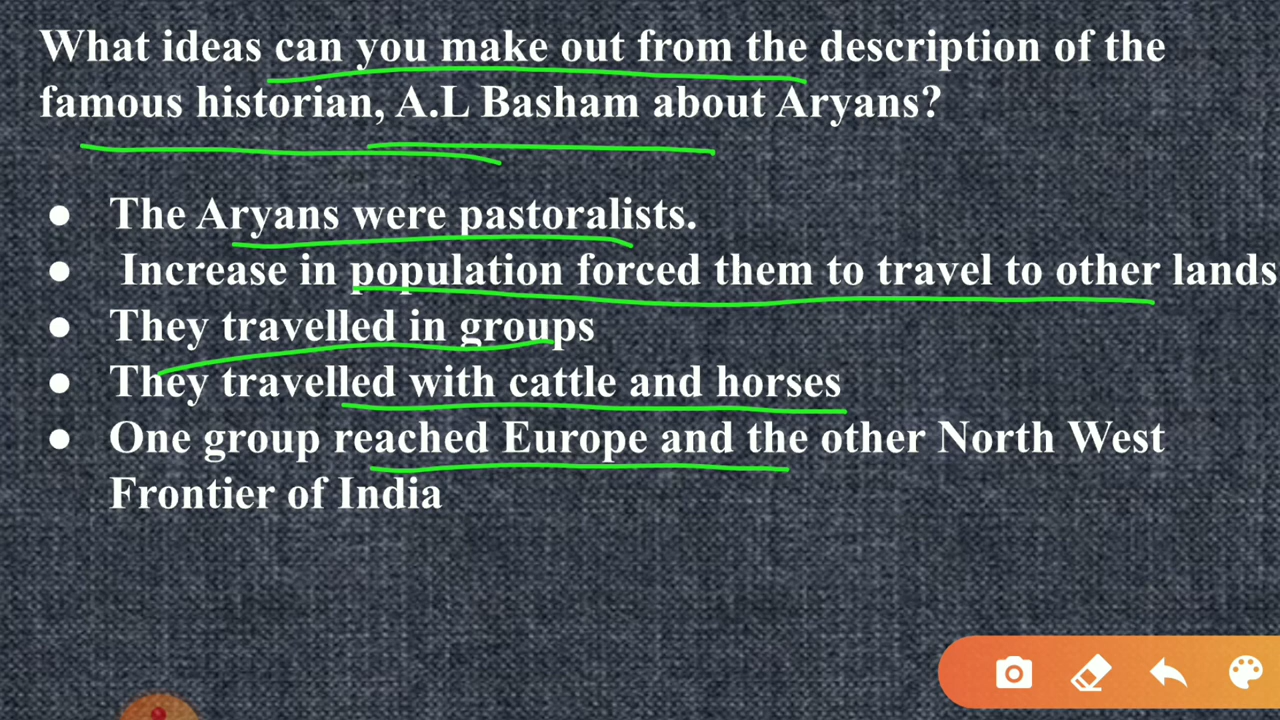 What ideas can you make out from the description of the
famous historian, A.L Basham about Aryans?
● The Aryans were pastoralists.
● Increase in population forced them to travel to other lands
● They travelled in groups
● They travelled with cattle and horses
● One group reached Europe and the other North West
Frontier of India